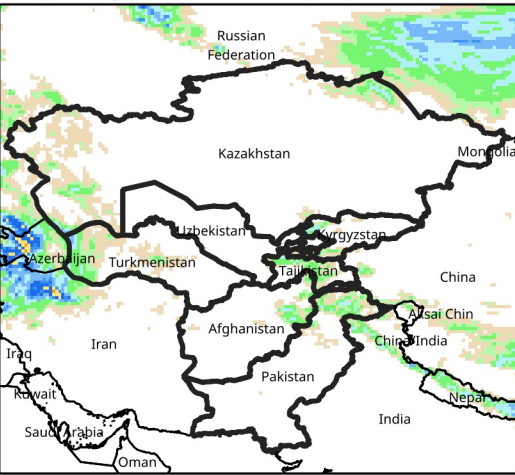 Russian
Federation
Kazakhstan
Mongolia
Uzbekistan
Kyrgyzstan
Azerbaijan
Turkmenistan
Tajikistan
China
Aksai Chin
Afghanistan
China/India
Iran
Iraq
Pakistan
Kuwait
Nepal
India
Saudi Arabia
Oman